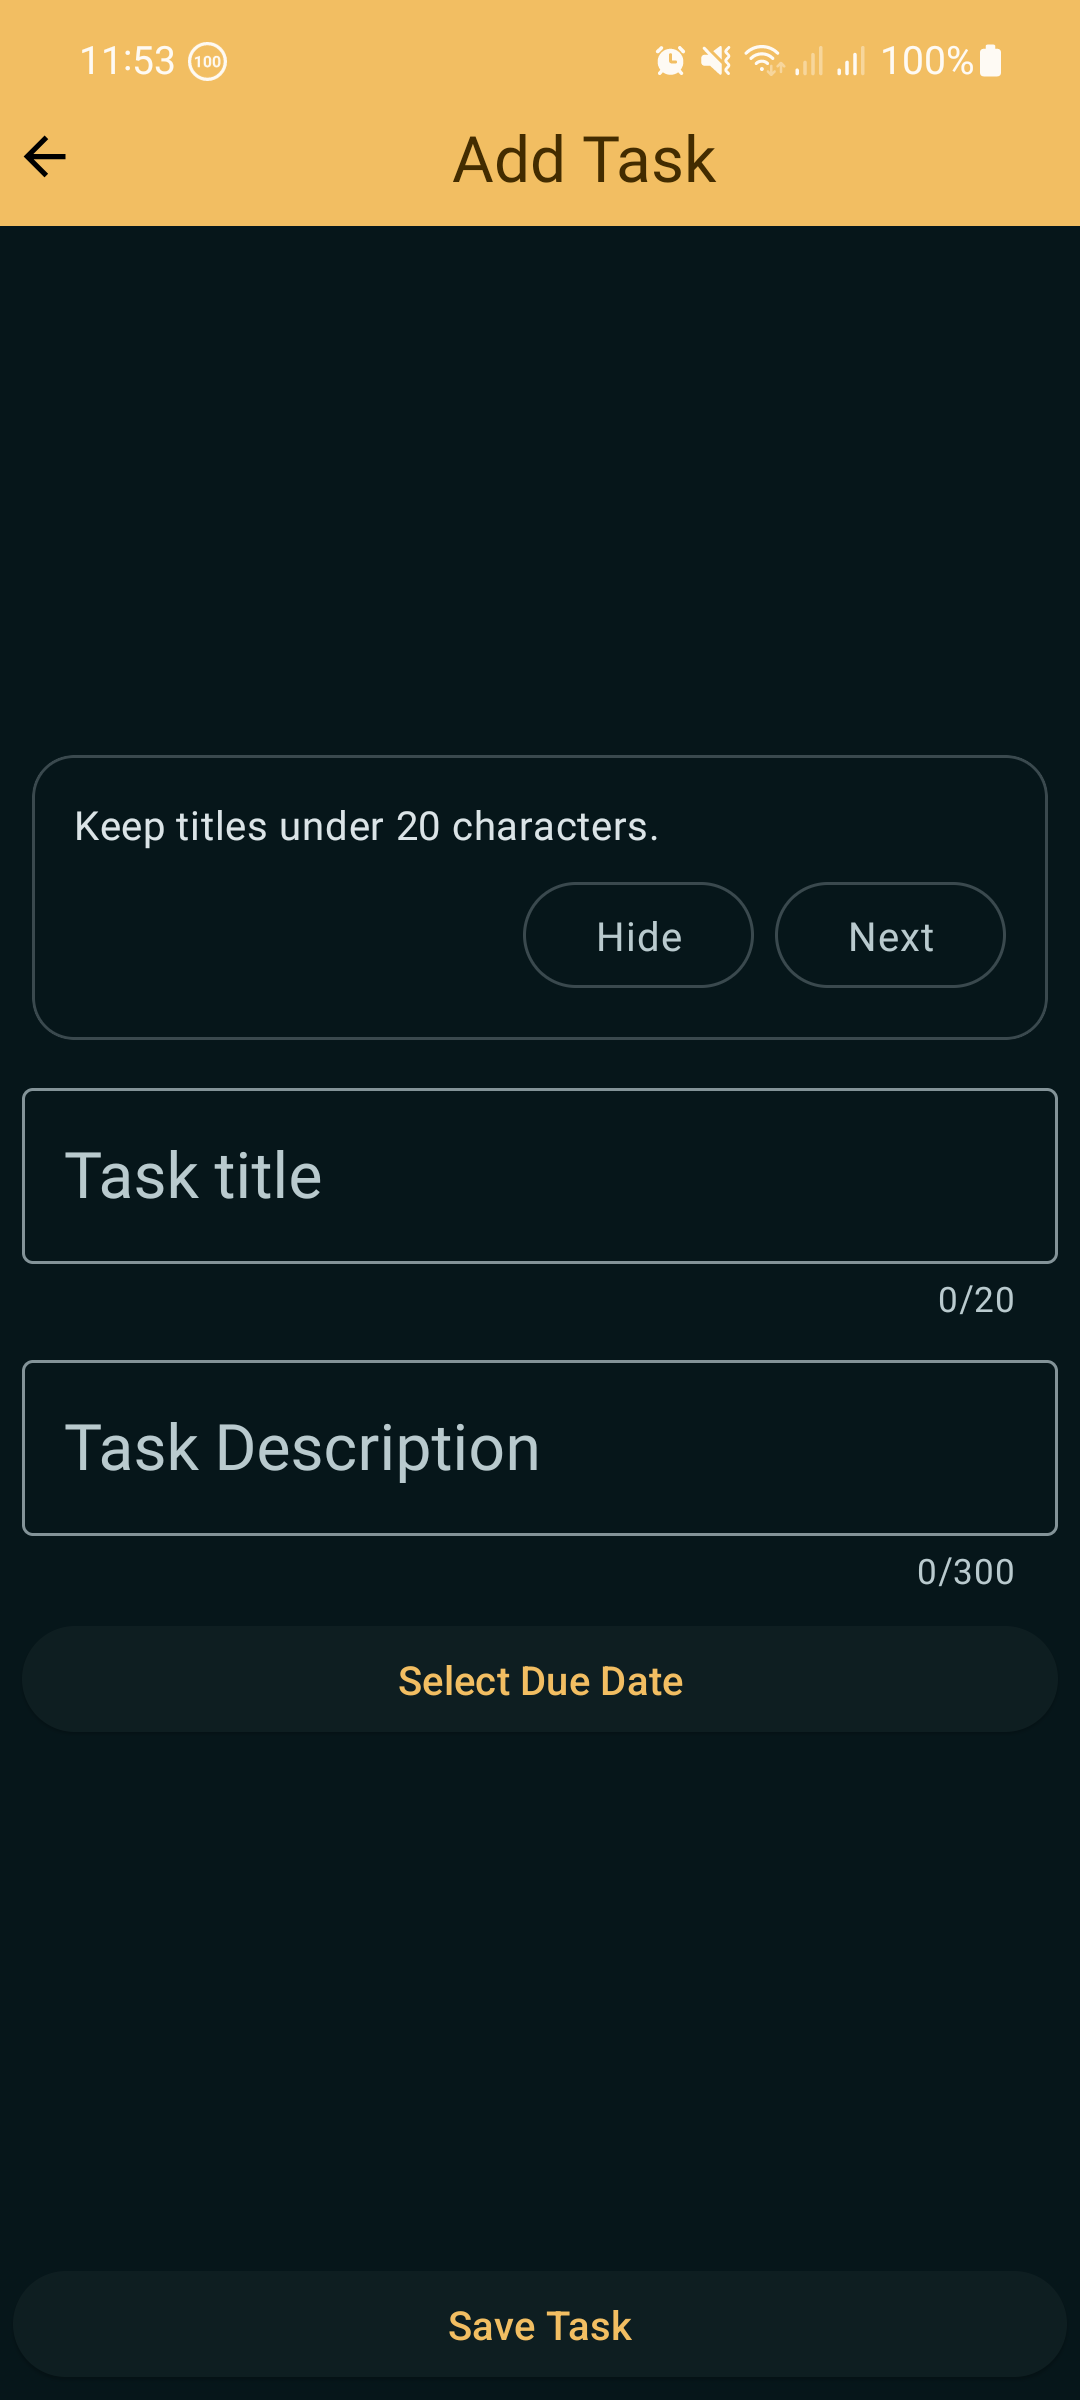 11:53 100 100%
Add Task
Keep titles under 20 characters.
Hide Next
Task title
0/20
Task Description
0/300
Select Due Date
Save Task